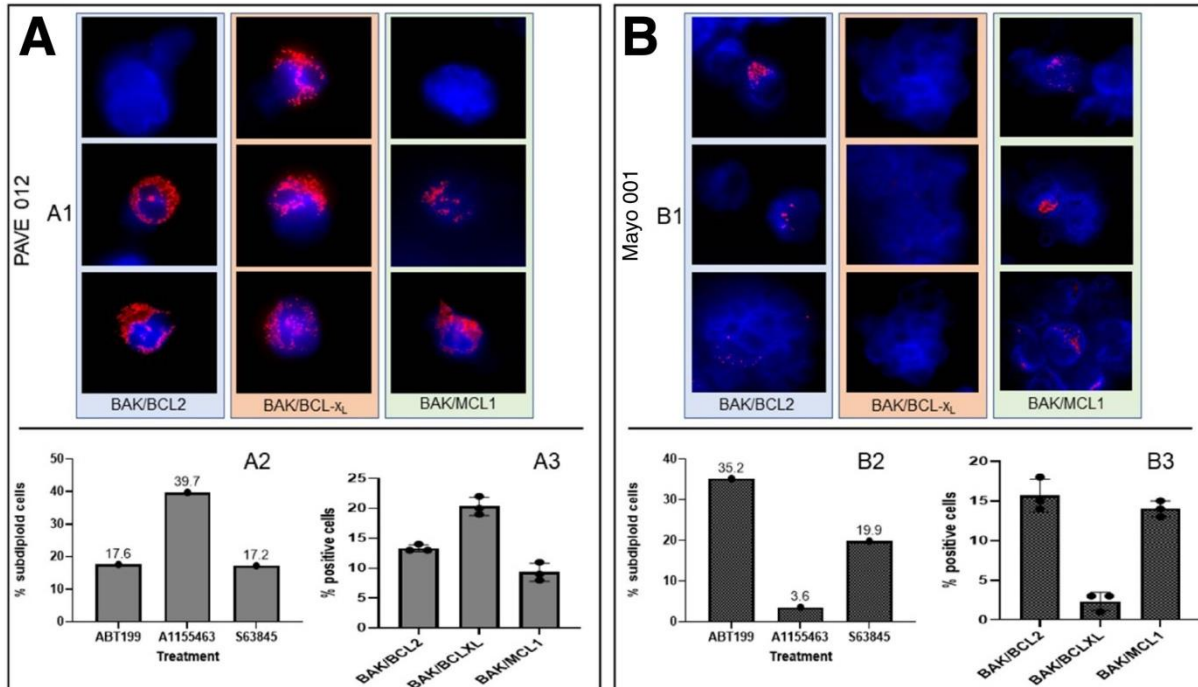 A
PAVE 012
A1
BAK/BCL2
BAK/BCL-xL
BAK/MCL1
A2
% subdiploid cells
50
40
30
20
10
0
17.6
39.7
17.2
ABT199
A1155463
S63845
Treatment
A3
% positive cells
25
20
15
10
5
0
BAK/BCL2
BAK/BCLXL
BAK/MCL1
B
Mayo 001
B1
BAK/BCL2
BAK/BCL-xL
BAK/MCL1
B2
% subdiploid cells
40
30
20
10
0
35.2
3.6
19.9
ABT199
A1155463
S63845
Treatment
B3
% positive cells
20
15
10
5
0
BAK/BCL2
BAK/BCLXL
BAK/MCL1